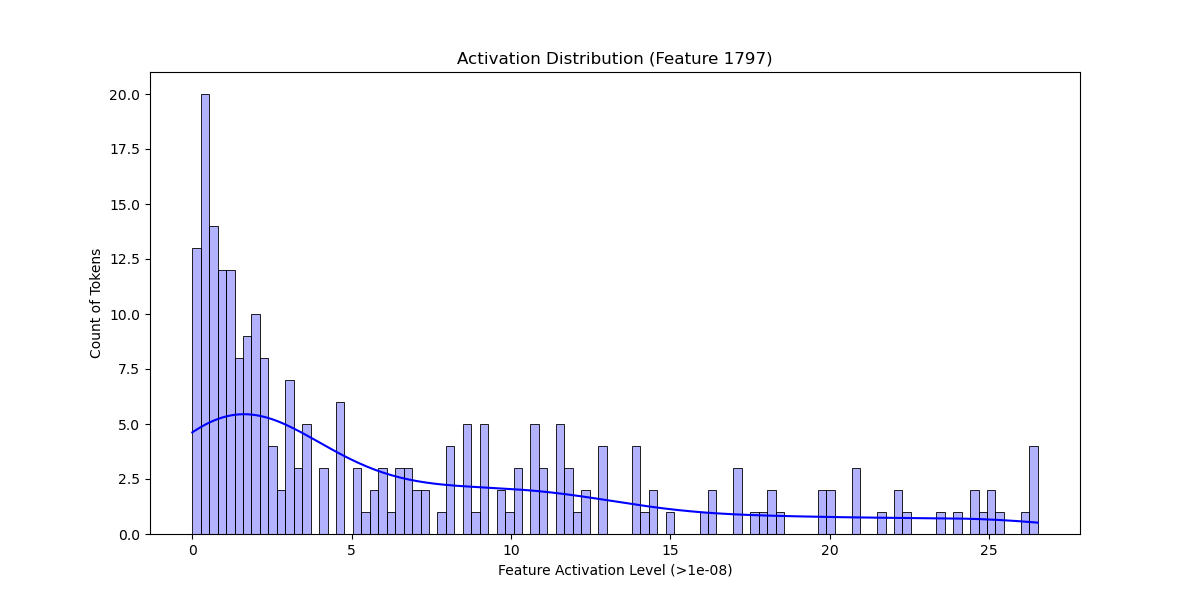 Activation Distribution (Feature 1797)
20.0
17.5
15.0
12.5
10.0
7.5
5.0
2.5
0.0
Count of Tokens
0 5 10 15 20 25
Feature Activation Level (>1e-08)